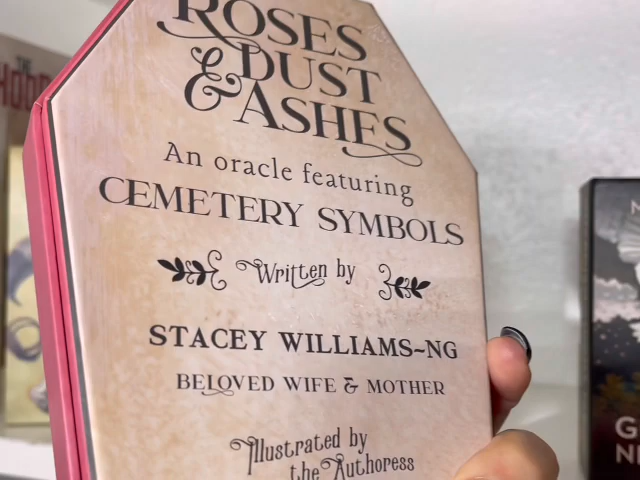 ROSES
& DUST
& ASHES
An oracle featuring
CEMETERY SYMBOLS
Written by
STACEY WILLIAMS~NG
BELOVED WIFE & MOTHER
Illustrated by
the Authoress
THE